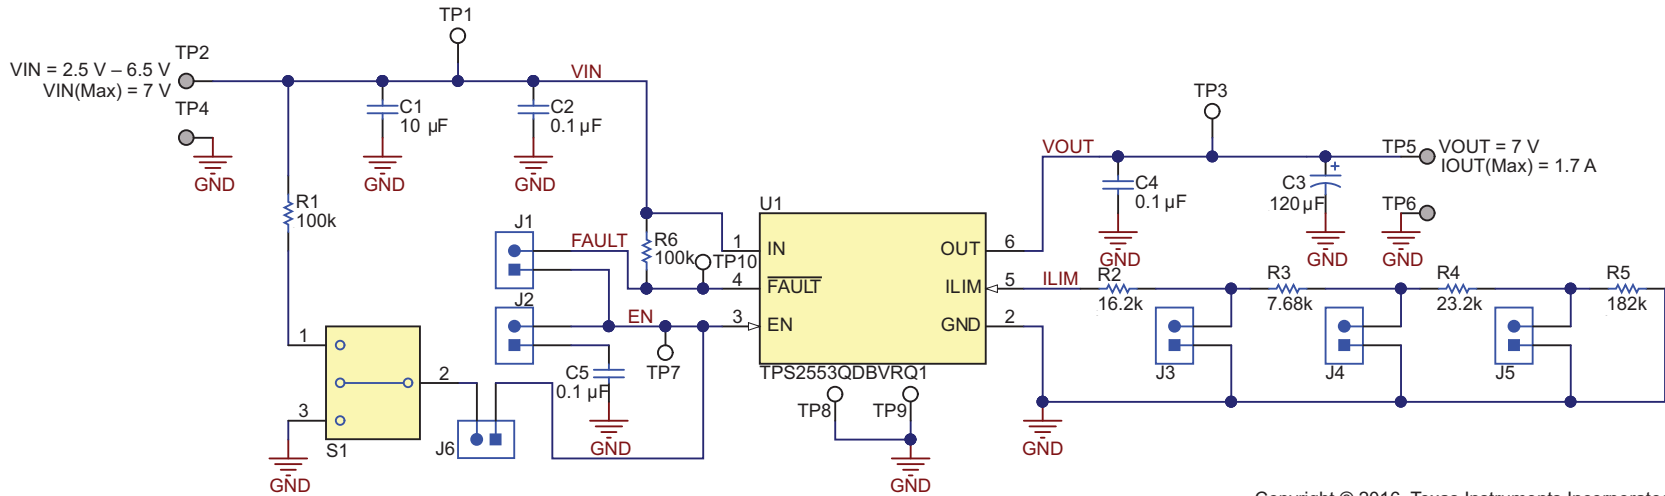 TP1
TP2
VIN = 2.5 V – 6.5 V
VIN(Max) = 7 V
TP4
GND
VIN
C1
10 µF
GND
C2
0.1 µF
GND
R1
100k
J1
FAULT
R6
100k
TP10
J2
EN
TP7
C5
0.1 µF
GND
1
2
3
S1
GND
J6
U1
1
IN
4
FAULT
3
EN
OUT
6
ILIM
5
GND
2
TPS2553QDBVRQ1
TP8
TP9
GND
VOUT
TP3
C4
0.1 µF
GND
C3
+
120 µF
GND
TP5
VOUT = 7 V
IOUT(Max) = 1.7 A
TP6
GND
ILIM
R2
16.2k
R3
7.68k
R4
23.2k
R5
182k
J3
J4
J5
GND